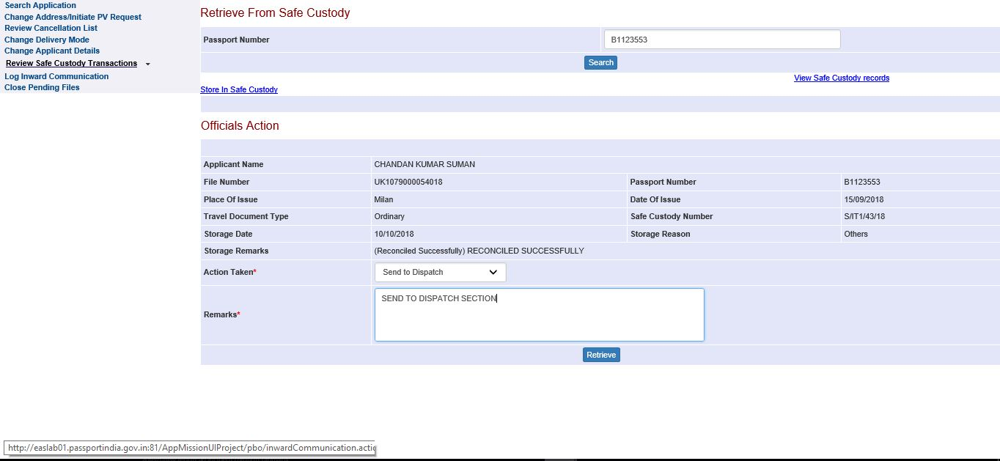 Search Application
Change Address/Initiate PV Request
Review Cancellation List
Change Delivery Mode
Change Applicant Details
Review Safe Custody Transactions
Log Inward Communication
Close Pending Files
Retrieve From Safe Custody
Passport Number B1123553
Search
View Safe Custody records
Store In Safe Custody
Officials Action
Applicant Name CHANDAN KUMAR SUMAN
File Number UK1079000054018 Passport Number B1123553
Place Of Issue Milan Date Of Issue 15/09/2018
Travel Document Type Ordinary Safe Custody Number S/IT1/43/18
Storage Date 10/10/2018 Storage Reason Others
Storage Remarks (Reconciled Successfully) RECONCILED SUCCESSFULLY
Action Taken* Send to Dispatch
SEND TO DISPATCH SECTION
Remarks*
Retrieve
http://easlab01.passportindia.gov.in:81/AppMissionUIProject/pbo/inwardCommunication.actio